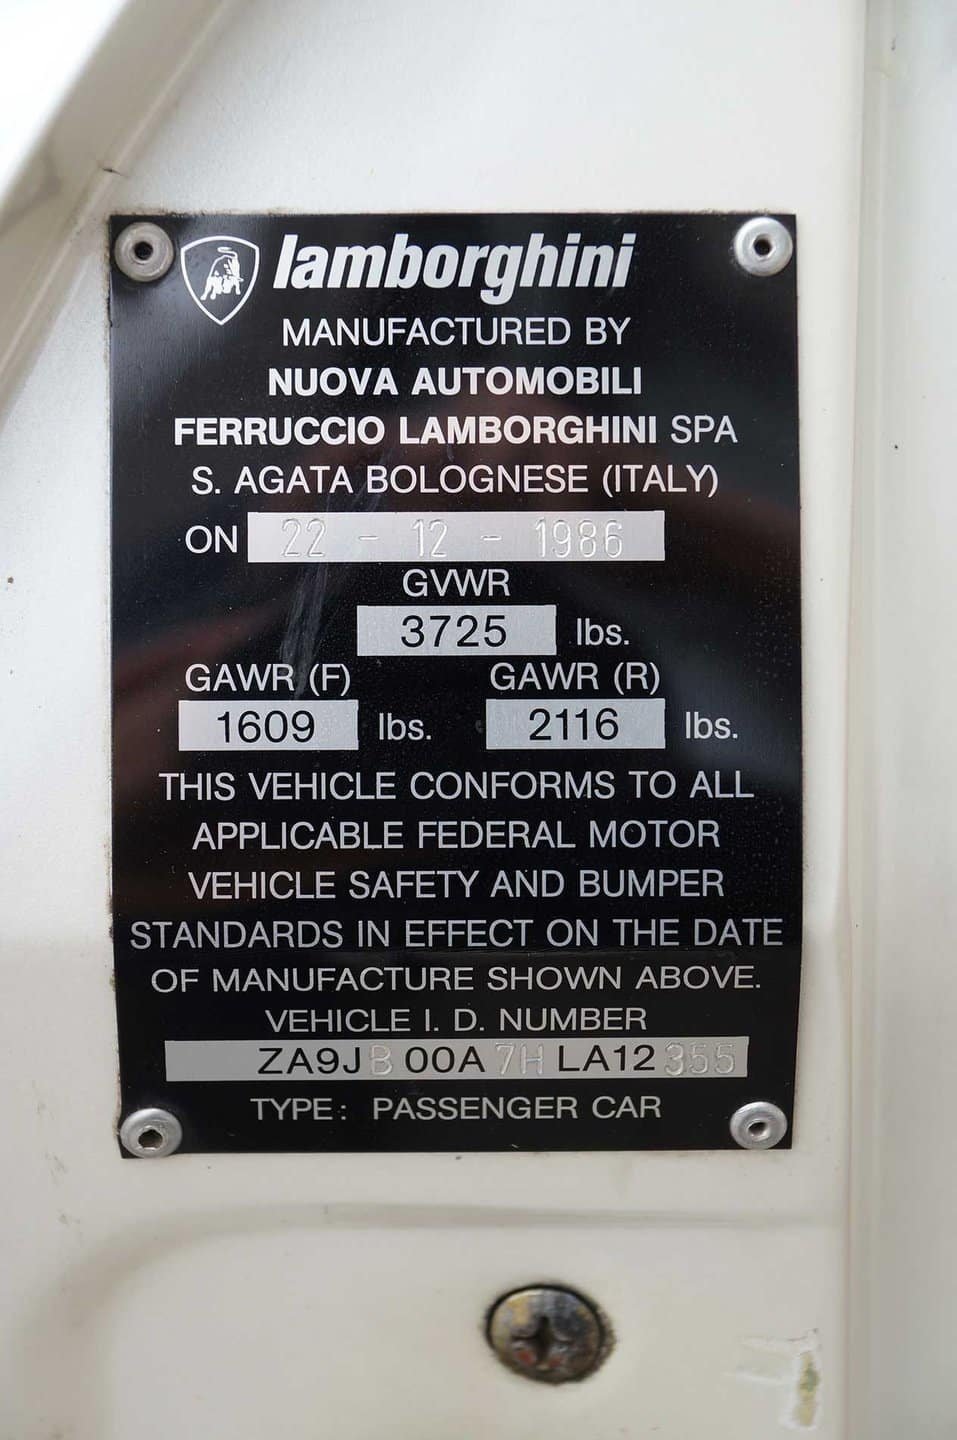 lamborghini
MANUFACTURED BY
NUOVA AUTOMOBILI
FERRUCCIO LAMBORGHINI SPA
S. AGATA BOLOGNESE (ITALY)
ON 22 - 12 - 1986
GVWR
3725 lbs.
GAWR (F) GAWR (R)
1609 lbs. 2116 lbs.
THIS VEHICLE CONFORMS TO ALL
APPLICABLE FEDERAL MOTOR
VEHICLE SAFETY AND BUMPER
STANDARDS IN EFFECT ON THE DATE
OF MANUFACTURE SHOWN ABOVE.
VEHICLE I. D. NUMBER
ZA9JB00A7HLA12355
TYPE: PASSENGER CAR